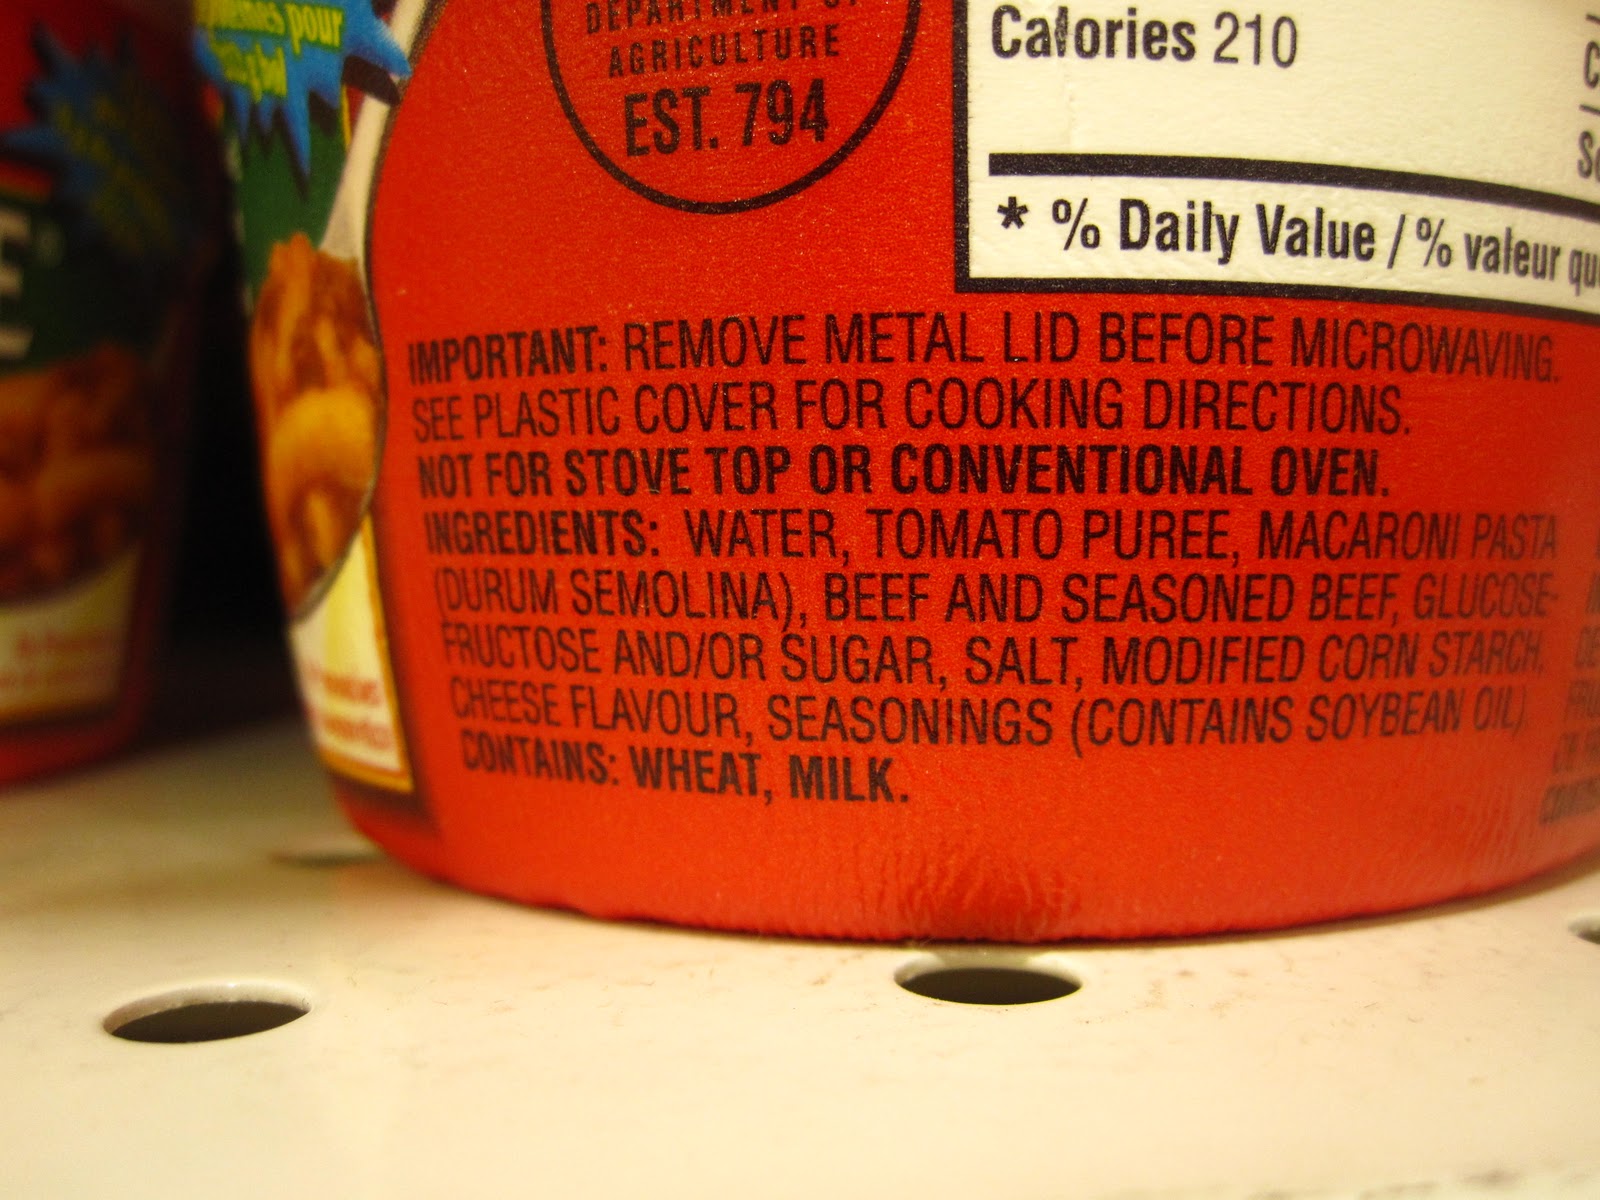 pour
DEPARTMENT OF
AGRICULTURE
EST. 794
Calories 210
* % Daily Value / % valeur
IMPORTANT: REMOVE METAL LID BEFORE MICROWAVING.
SEE PLASTIC COVER FOR COOKING DIRECTIONS.
NOT FOR STOVE TOP OR CONVENTIONAL OVEN.
INGREDIENTS: WATER, TOMATO PUREE, MACARONI PASTA
(DURUM SEMOLINA), BEEF AND SEASONED BEEF, GLUCOSE-
FRUCTOSE AND/OR SUGAR, SALT, MODIFIED CORN STARCH,
CHEESE FLAVOUR, SEASONINGS (CONTAINS SOYBEAN OIL).
CONTAINS: WHEAT, MILK.